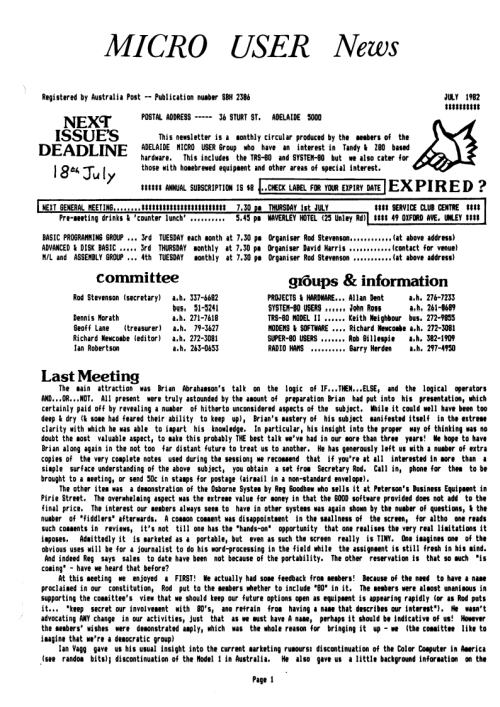 MICRO USER News
Registered by Australia Post -- Publication number SBH 2386
JULY 1982
##########
NEXT
ISSUE'S
DEADLINE
18th July
POSTAL ADDRESS ----- 36 STURT ST. ADELAIDE 5000
This newsletter is a monthly circular produced by the members of the
ADELAIDE MICRO USER Group who have an interest in Tandy & Z80 based
hardware. This includes the TRS-80 and SYSTEM-80 but we also cater for
those with homebrewed equipment and other areas of special interest.
###### ANNUAL SUBSCRIPTION IS $8 ..CHECK LABEL FOR YOUR EXPIRY DATE EXPIRED ?
NEXT GENERAL MEETING........######################## 7.30 pm THURSDAY 1st JULY #### SERVICE CLUB CENTRE ####
Pre-meeting drinks & 'counter lunch' .......... 5.45 pm WAVERLEY HOTEL (25 Unley Rd) #### 49 OXFORD AVE. UNLEY ####
BASIC PROGRAMMING GROUP ... 3rd TUESDAY each month at 7.30 pm Organiser Rod Stevenson...........(at above address)
ADVANCED & DISK BASIC ..... 3rd THURSDAY monthly at 7.30 pm Organiser David Harris ...........(contact for venue)
M/L and ASSEMBLY GROUP ... 4th TUESDAY monthly at 7.30 pm Organiser Rod Stevenson ...........(at above address)
committee
Rod Stevenson (secretary) a.h. 337-6682
bus. 51-5241
Dennis Morath a.h. 271-7618
Geoff Lane (treasurer) a.h. 79-3627
Richard Newcombe (editor) a.h. 272-3081
Ian Robertson a.h. 263-0653
groups & information
PROJECTS & HARDWARE... Allan Dent a.h. 276-7233
SYSTEM-80 USERS ...... John Ross a.h. 261-8689
TRS-80 MODEL II ...... Keith Neighbour bus. 272-9855
MODEMS & SOFTWARE .... Richard Newcombe a.h. 272-3081
SUPER-80 USERS ....... Rob Gillespie a.h. 382-1909
RADIO HAMS .......... Garry Herden a.h. 297-4950
Last Meeting
The main attraction was Brian Abrahamson's talk on the logic of IF...THEN...ELSE, and the logical operators
AND...OR...NOT. All present were truly astounded by the amount of preparation Brian had put into his presentation, which
certainly paid off by revealing a number of hitherto unconsidered aspects of the subject. While it could well have been too
deep & dry (& some had feared their ability to keep up), Brian's mastery of his subject manifested itself in the extreme
clarity with which he was able to impart his knowledge. In particular, his insight into the proper way of thinking was no
doubt the most valuable aspect, to make this probably THE best talk we've had in our more than three years! We hope to have
Brian along again in the not too far distant future to treat us to another. He has generously left us with a number of extra
copies of the very complete notes used during the session; we recommend that if you're at all interested in more than a
simple surface understanding of the above subject, you obtain a set from Secretary Rod. Call in, phone for them to be
brought to a meeting, or send 50c in stamps for postage (airmail in a non-standard envelope).
The other item was a demonstration of the Osborne System by Reg Goodhew who sells it at Peterson's Business Equipment in
Pirie Street. The overwhelming aspect was the extreme value for money in that the GOOD software provided does not add to the
final price. The interest our members always seem to have in other systems was again shown by the number of questions, & the
number of "fiddlers" afterwards. A common comment was disappointment in the smallness of the screen, for altho one reads
such comments in reviews, it's not till one has the "hands-on" opportunity that one realises the very real limitations it
imposes. Admittedly it is marketed as a portable, but even as such the screen really is TINY. One imagines one of the
obvious uses will be for a journalist to do his word-processing in the field while the assignment is still fresh in his mind.
And indeed Reg says sales to date have been not because of the portability. The other reservation is that so much "is
coming" - have we heard that before?
At this meeting we enjoyed a FIRST! We actually had some feedback from members! Because of the need to have a name
proclaimed in our constitution, Rod put to the members whether to include "80" in it. The members were almost unanimous in
supporting the committee's view that we should keep our future options open as equipment is appearing rapidly (or as Rod puts
it... "keep secret our involvement with 80's, and refrain from having a name that describes our interest"). He wasn't
advocating ANY change in our activities, just that as we must have A name, perhaps it should be indicative of us! However
the members' wishes were demonstrated amply, which was the whole reason for bringing it up - we (the committee like to
imagine that we're a democratic group)
Ian Vagg gave us his usual insight into the current marketing rumours: discontinuation of the Color Computer in America
(see random bits); discontinuation of the Model 1 in Australia. He also gave us a little background information on the
Page 1